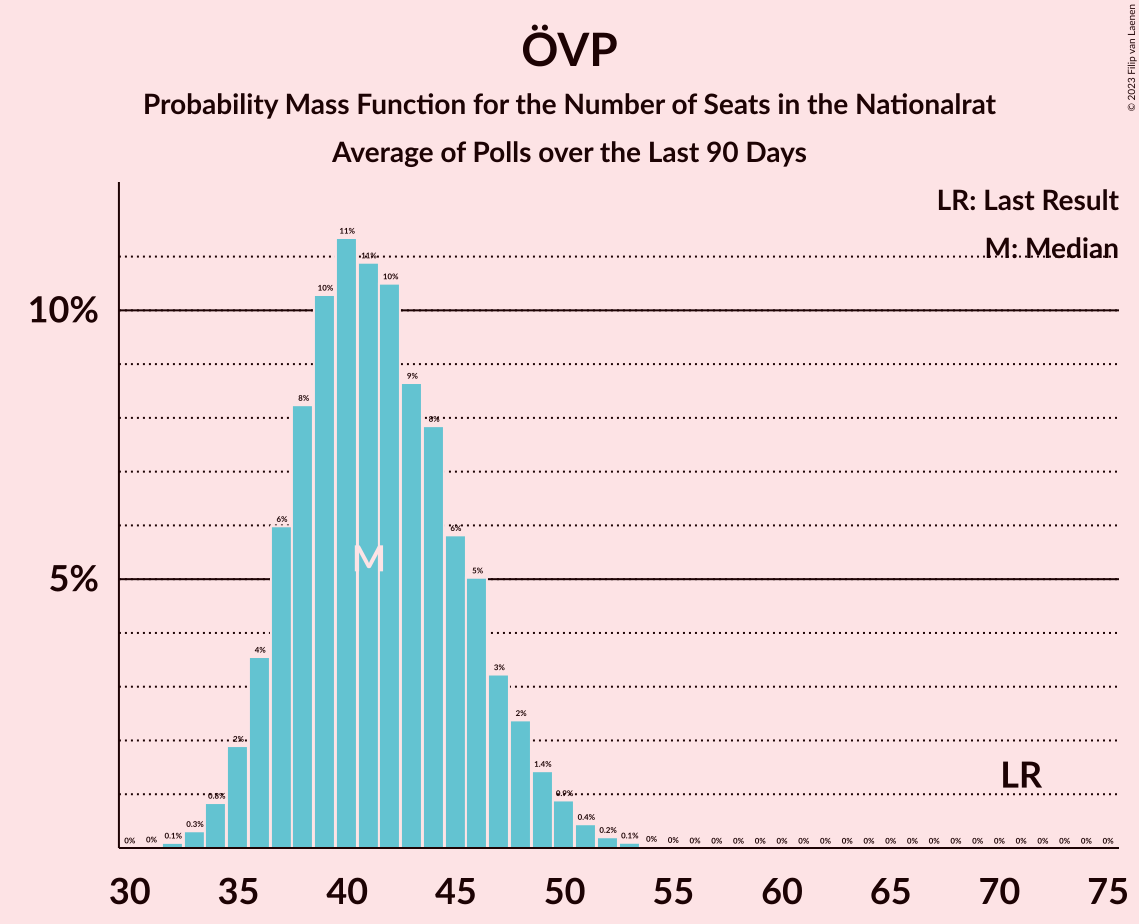 ÖVP
Probability Mass Function for the Number of Seats in the Nationalrat
Average of Polls over the Last 90 Days
© 2023 Filip van Laenen
LR: Last Result
M: Median
10%
5%
0% 0% 0.1% 0.3% 0.8% 2% 4% 6% 8% 10% 11% 11% 10% 9% 8% 6% 5% 3% 2% 1.4% 0.9% 0.4% 0.2% 0.1% 0% 0% 0% 0% 0% 0% 0% 0% 0% 0% 0% 0% 0% 0% 0% 0% 0% 0% 0% 0% 0% 0%
M
LR
30 35 40 45 50 55 60 65 70 75